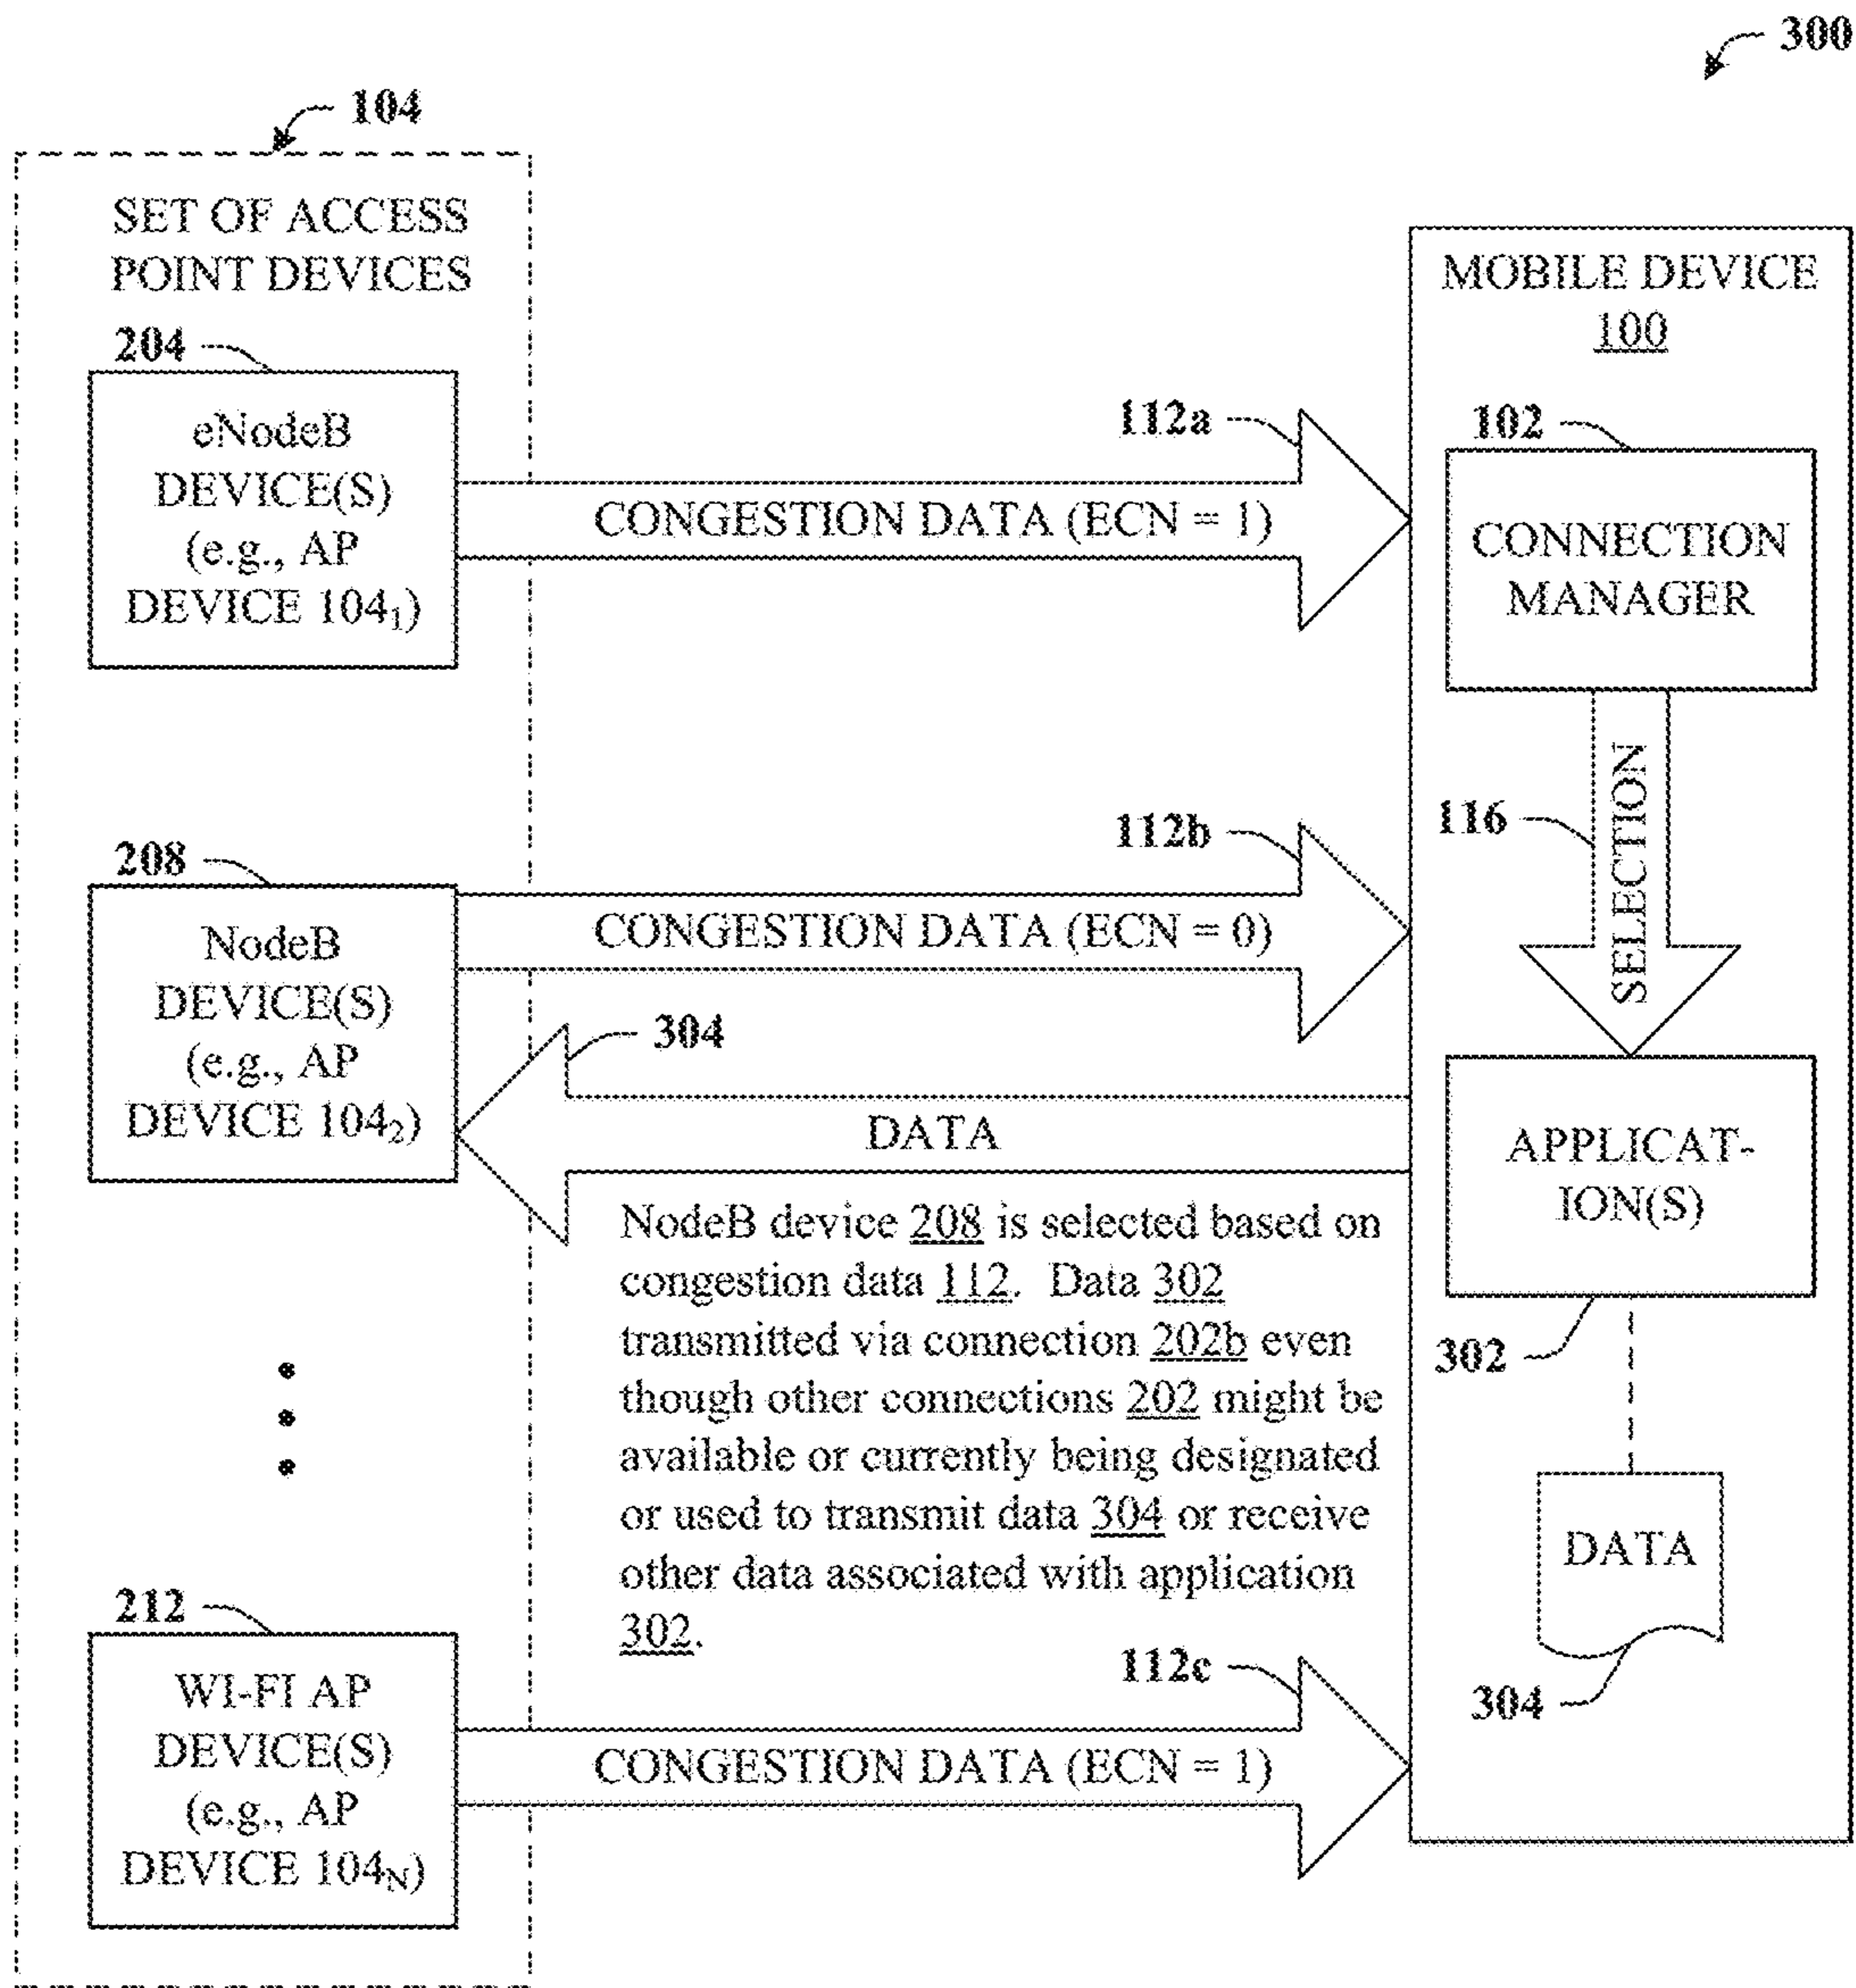 300
104
SET OF ACCESS
POINT DEVICES
204
eNodeB
DEVICE(S)
(e.g., AP
DEVICE 104₁)
112a
CONGESTION DATA (ECN = 1)
MOBILE DEVICE
100
102
CONNECTION
MANAGER
116
SELECTION
208
NodeB
DEVICE(S)
(e.g., AP
DEVICE 104₂)
112b
CONGESTION DATA (ECN = 0)
304
DATA
APPLICAT-
ION(S)
302
NodeB device 208 is selected based on
congestion data 112. Data 302
transmitted via connection 202b even
though other connections 202 might be
available or currently being designated
or used to transmit data 304 or receive
other data associated with application
302.
DATA
304
212
WI-FI AP
DEVICE(S)
(e.g., AP
DEVICE 104N)
112c
CONGESTION DATA (ECN = 1)